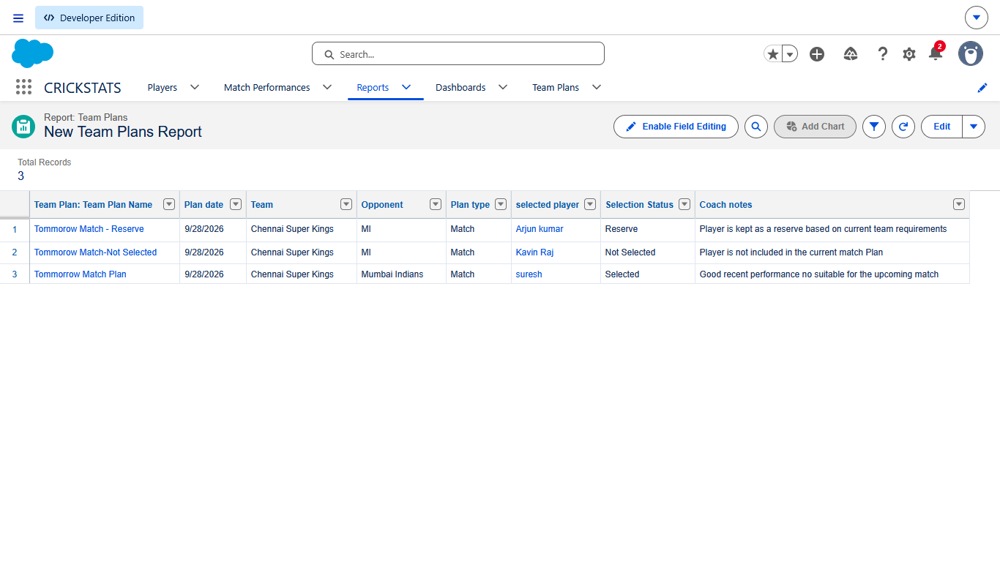 Developer Edition
Search...
2
CRICKSTATS Players Match Performances Reports Dashboards Team Plans
Report: Team Plans
New Team Plans Report
Enable Field Editing Add Chart Edit
Total Records
3
Team Plan: Team Plan Name Plan date Team Opponent Plan type selected player Selection Status Coach notes
1 Tommorow Match - Reserve 9/28/2026 Chennai Super Kings MI Match Arjun kumar Reserve Player is kept as a reserve based on current team requirements
2 Tomorow Match-Not Selected 9/28/2026 Chennai Super Kings MI Match Kavin Raj Not Selected Player is not included in the current match Plan
3 Tommorrow Match Plan 9/28/2026 Chennai Super Kings Mumbai Indians Match suresh Selected Good recent performance no suitable for the upcoming match